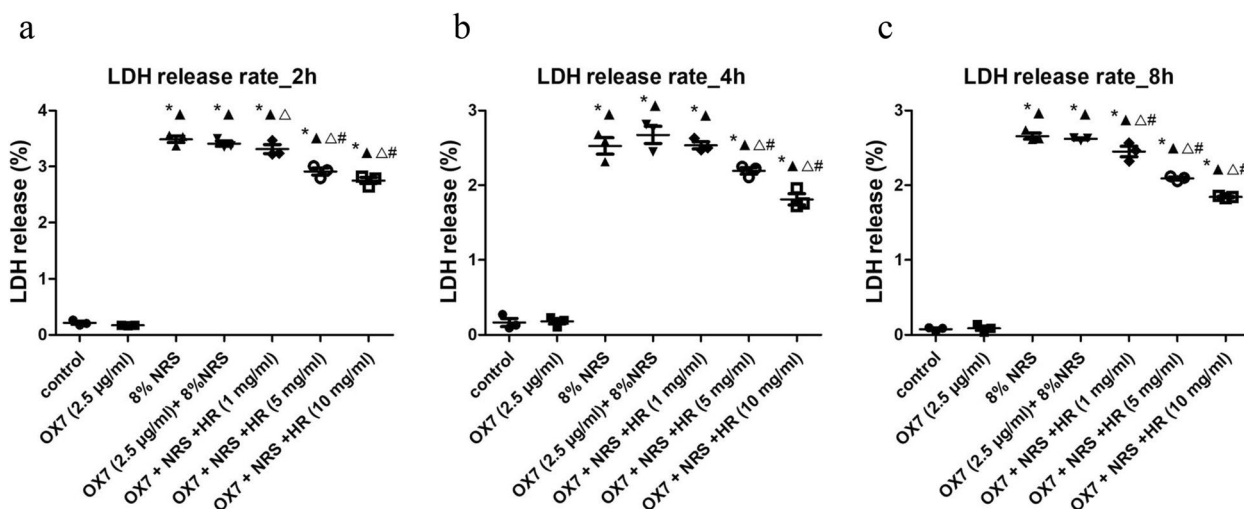 a
LDH release rate_2h
LDH release (%)
4
3
2
1
0
* ▲
* ▲
* ▲ △
* ▲ △#
* ▲ △#
control
OX7 (2.5 µg/ml)
8% NRS
OX7 (2.5 µg/ml)+ 8%NRS
OX7 + NRS +HR (1 mg/ml)
OX7 + NRS +HR (5 mg/ml)
OX7 + NRS +HR (10 mg/ml)
b
LDH release rate_4h
LDH release (%)
3
2
1
0
* ▲
* ▲
* ▲
* ▲ △#
* ▲ △#
control
OX7 (2.5 µg/ml)
8% NRS
OX7 (2.5 µg/ml)+ 8%NRS
OX7 + NRS +HR (1 mg/ml)
OX7 + NRS +HR (5 mg/ml)
OX7 + NRS +HR (10 mg/ml)
c
LDH release rate_8h
LDH release (%)
3
2
1
0
* ▲
* ▲
* ▲ △#
* ▲ △#
* ▲ △#
control
OX7 (2.5 µg/ml)
8% NRS
OX7 (2.5 µg/ml)+ 8%NRS
OX7 + NRS +HR (1 mg/ml)
OX7 + NRS +HR (5 mg/ml)
OX7 + NRS +HR (10 mg/ml)